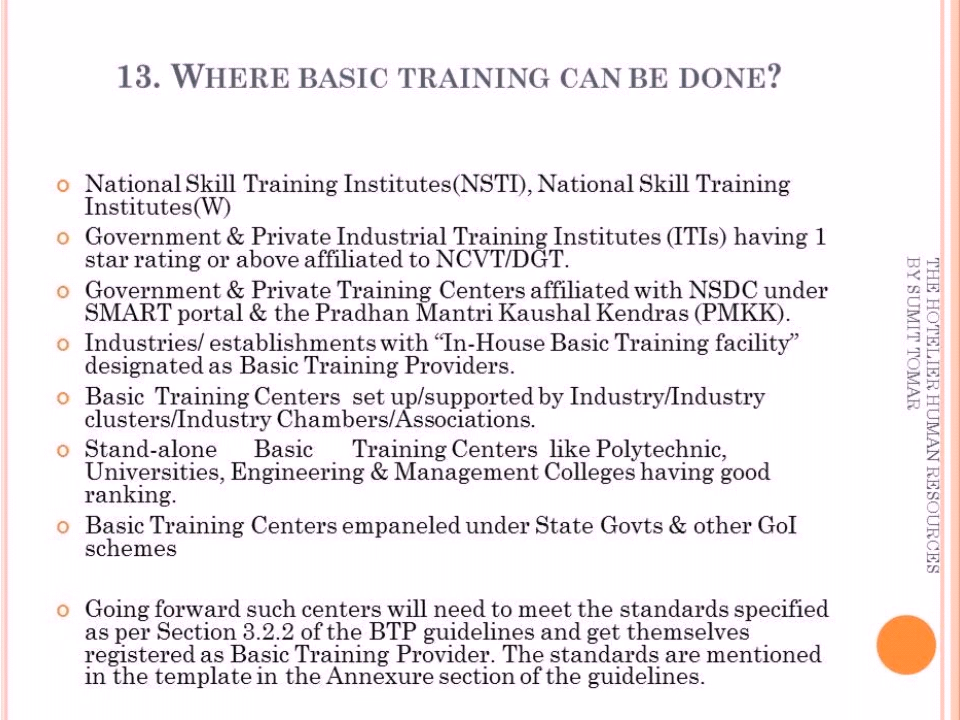 13. WHERE BASIC TRAINING CAN BE DONE?
National Skill Training Institutes(NSTI), National Skill Training
Institutes(W)
Government & Private Industrial Training Institutes (ITIs) having 1
star rating or above affiliated to NCVT/DGT.
Government & Private Training Centers affiliated with NSDC under
SMART portal & the Pradhan Mantri Kaushal Kendras (PMKK).
Industries/ establishments with “In-House Basic Training facility”
designated as Basic Training Providers.
Basic Training Centers set up/supported by Industry/Industry
clusters/Industry Chambers/Associations.
Stand-alone Basic Training Centers like Polytechnic,
Universities, Engineering & Management Colleges having good
ranking.
Basic Training Centers empaneled under State Govts & other GoI
schemes
Going forward such centers will need to meet the standards specified
as per Section 3.2.2 of the BTP guidelines and get themselves
registered as Basic Training Provider. The standards are mentioned
in the template in the Annexure section of the guidelines.
THE HOTELIER HUMAN RESOURCES
BY SUMIT TOMAR